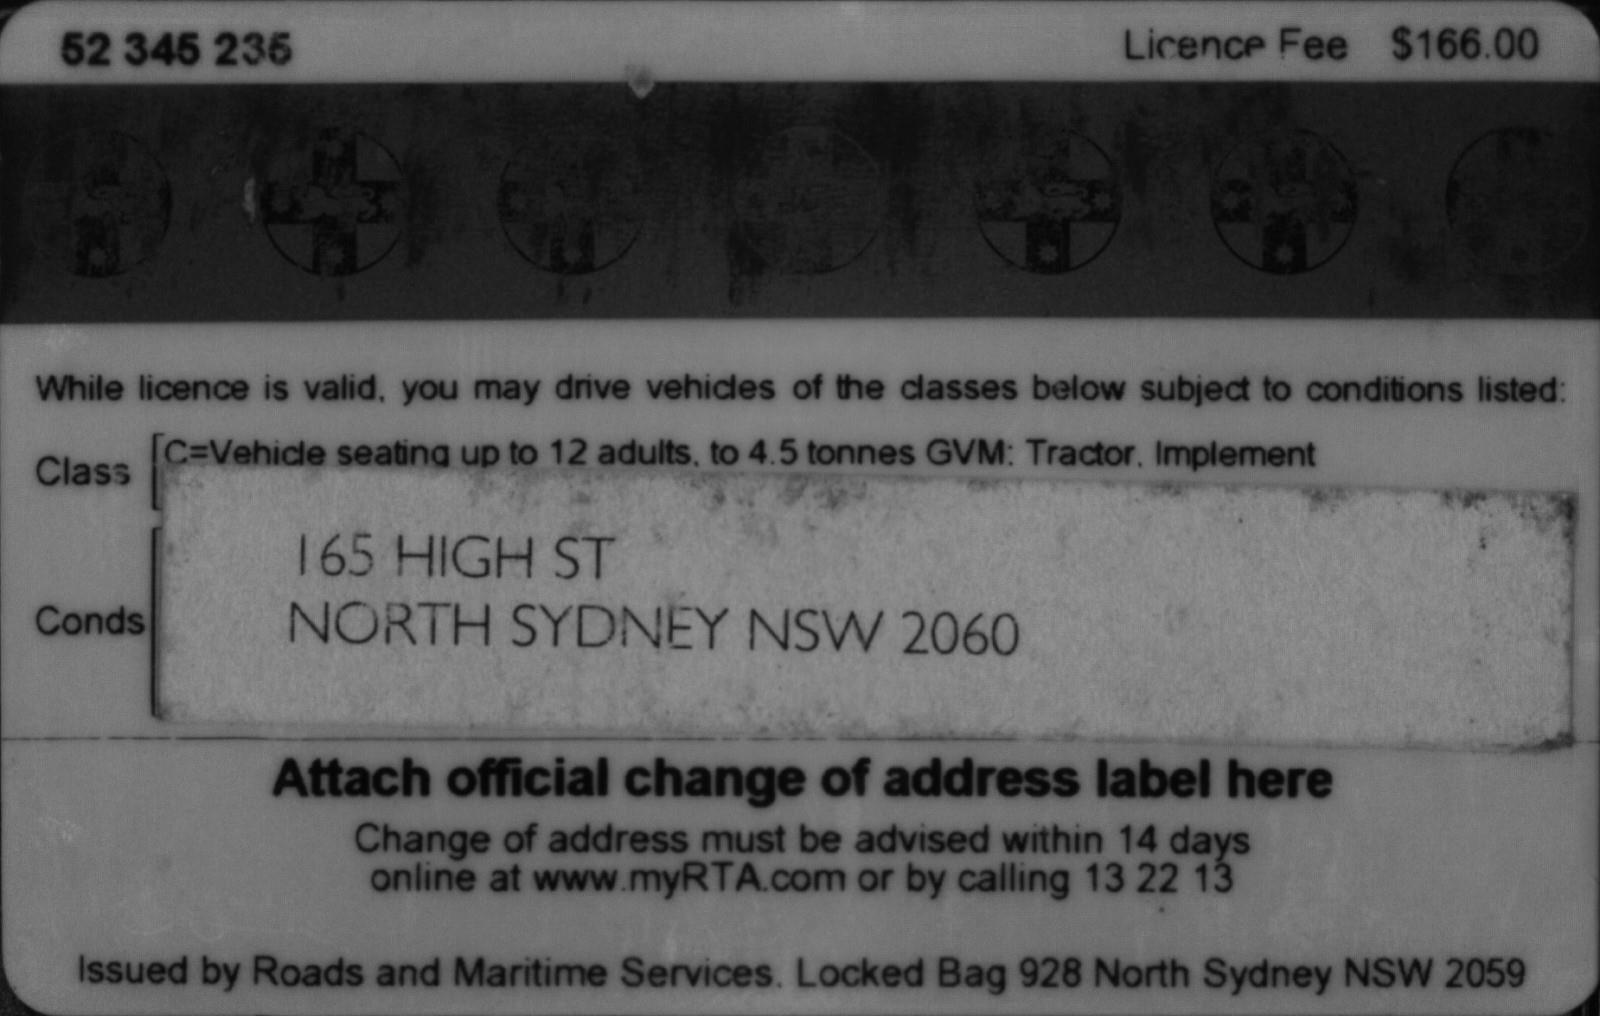 52 345 236
Licence Fee $166.00
While licence is valid, you may drive vehicles of the classes below subject to conditions listed:
Class
C=Vehicle seating up to 12 adults, to 4.5 tonnes GVM: Tractor, Implement
165 HIGH ST
Conds
NORTH SYDNEY NSW 2060
Attach official change of address label here
Change of address must be advised within 14 days
online at www.myRTA.com or by calling 13 22 13
Issued by Roads and Maritime Services. Locked Bag 928 North Sydney NSW 2059